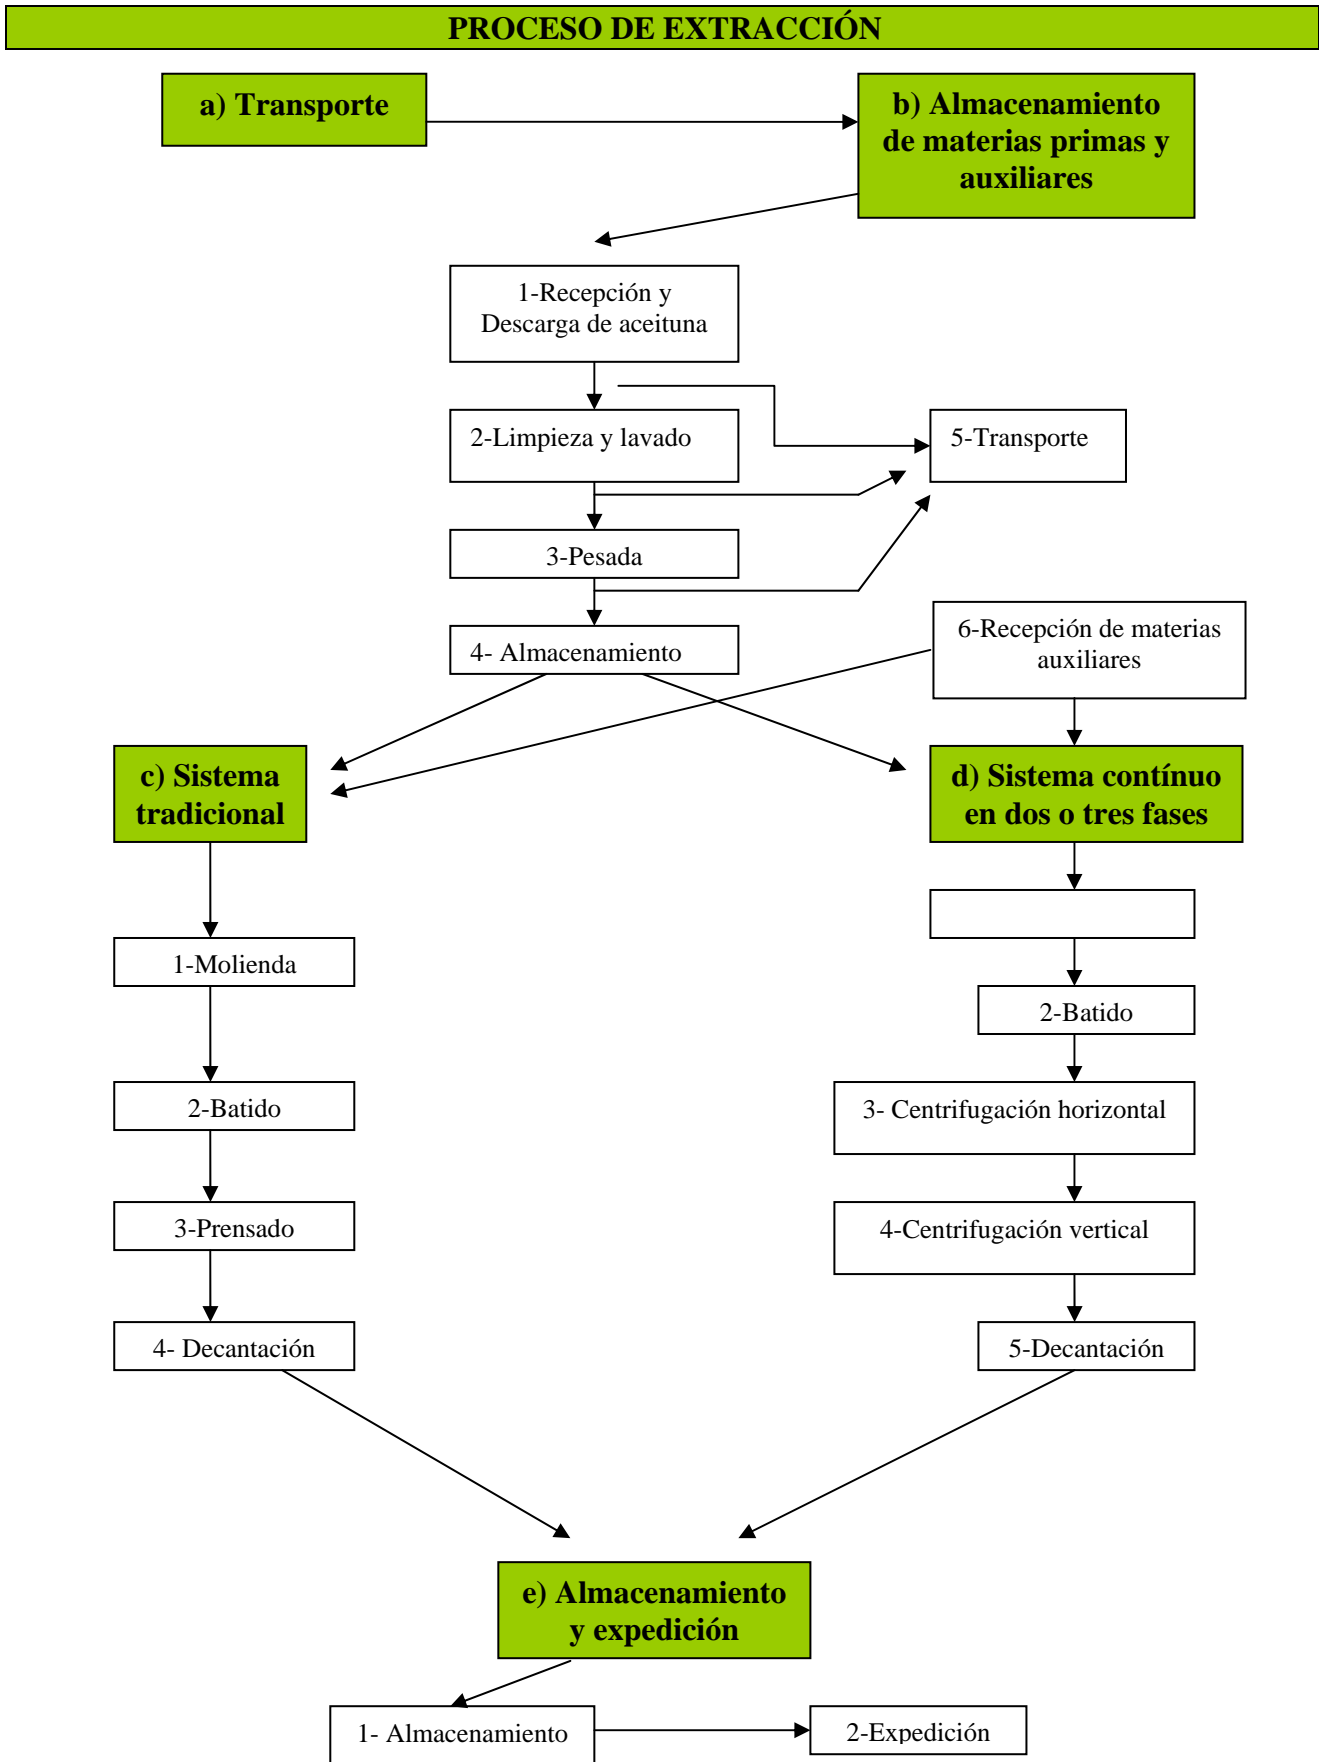 PROCESO DE EXTRACCIÓN
a) Transporte
b) Almacenamiento
de materias primas y
auxiliares
1-Recepción y
Descarga de aceituna
2-Limpieza y lavado
5-Transporte
3-Pesada
4- Almacenamiento
6-Recepción de materias
auxiliares
c) Sistema
tradicional
d) Sistema contínuo
en dos o tres fases
1-Molienda
2-Batido
3-Prensado
4- Decantación
2-Batido
3- Centrifugación horizontal
4-Centrifugación vertical
5-Decantación
e) Almacenamiento
y expedición
1- Almacenamiento
2-Expedición